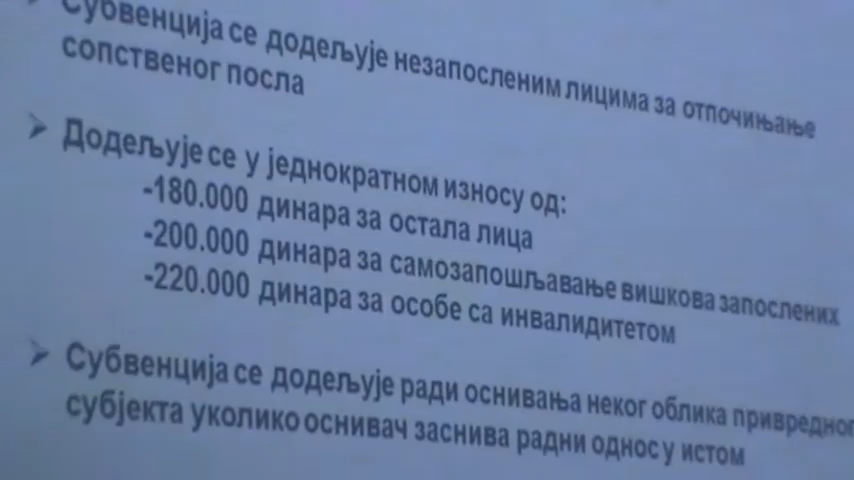 Субвенција се додељује незапосленим лицима за отпочињање
сопственог посла
➤ Додељује се у једнократном износу од:
-180.000 динара за остала лица
-200.000 динара за самозапошљавање вишкова запослених
-220.000 динара за особе са инвалидитетом
➤ Субвенција се додељује ради оснивања неког облика привредног
субјекта уколико оснивач заснива радни однос у истом